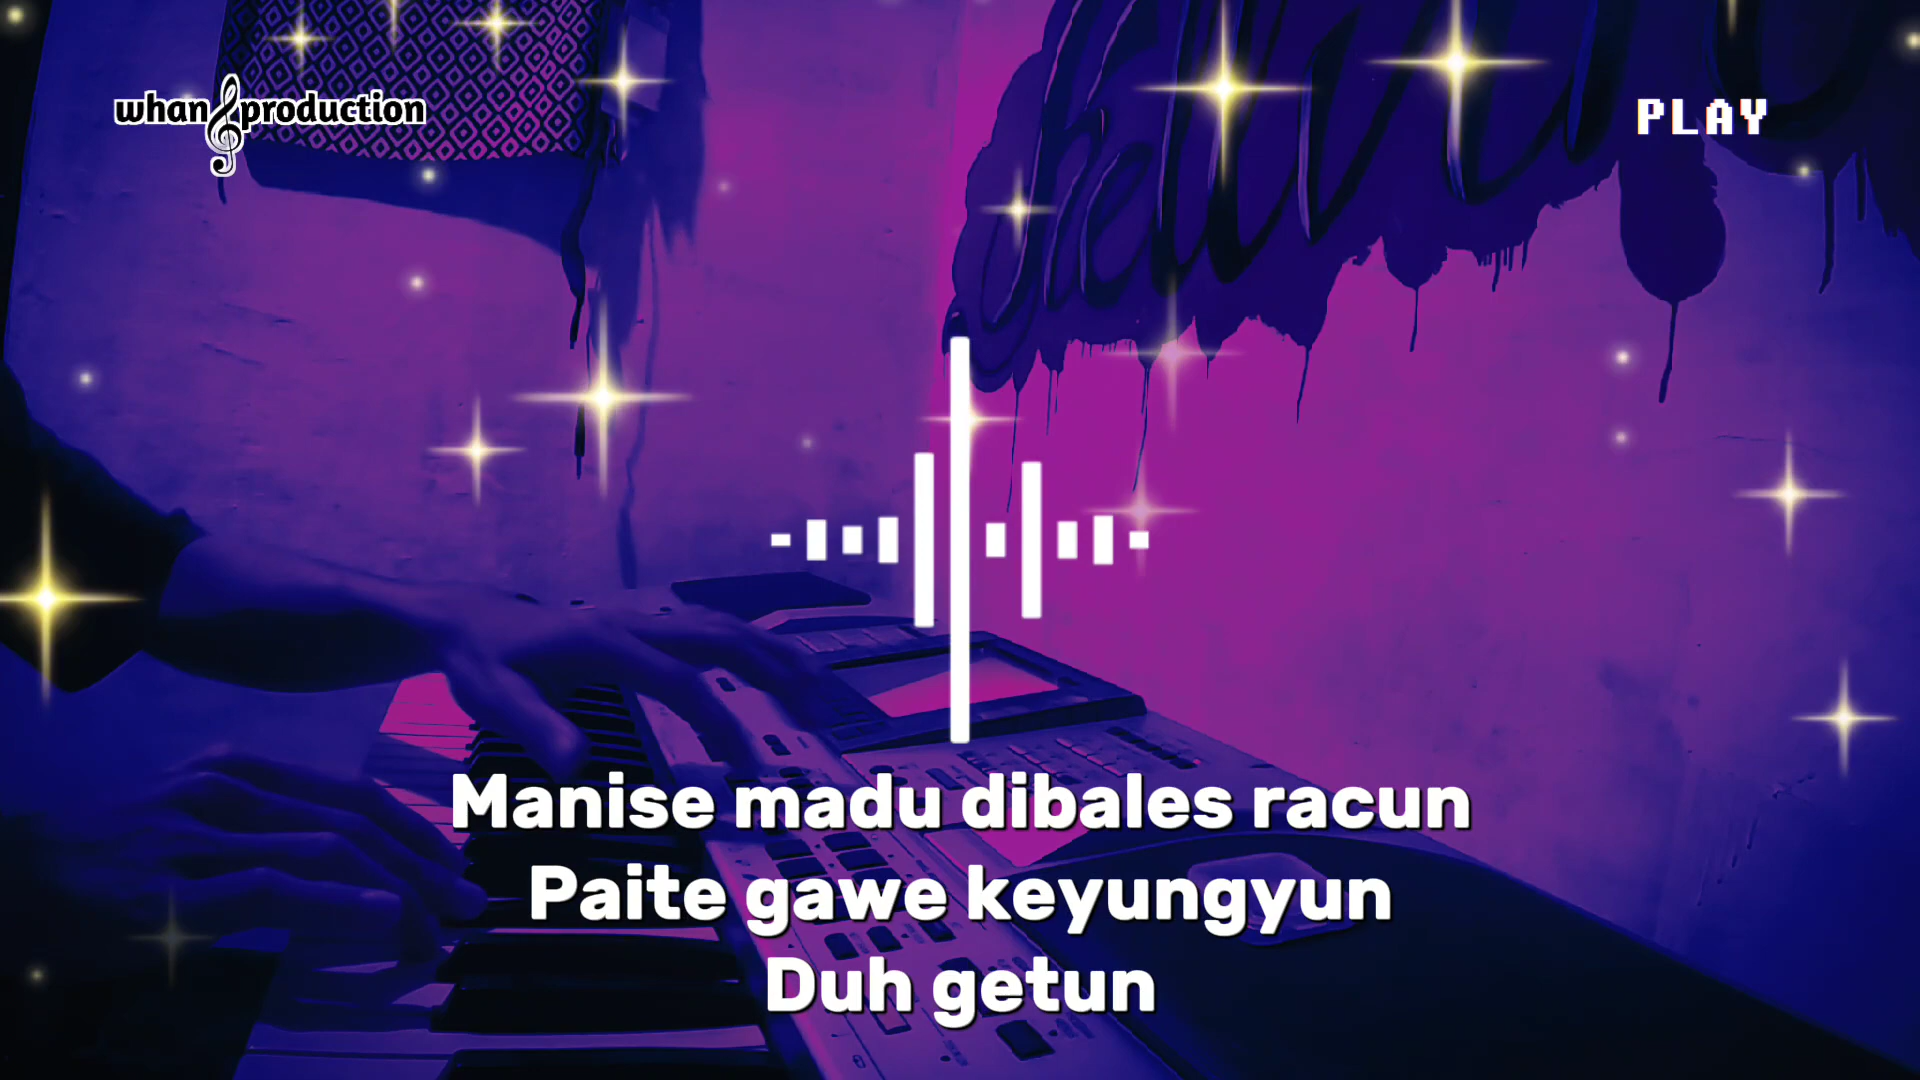 whan production
PLAY
Manise madu dibales racun
Paite gawe keyungyun
Duh getun